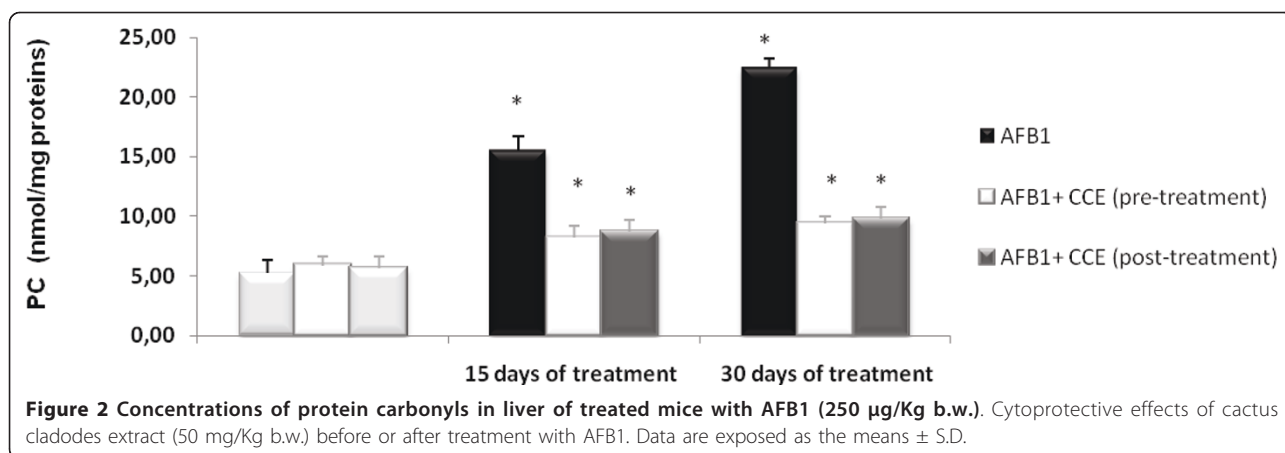 25,00
20,00
15,00
10,00
5,00
0,00
PC (nmol/mg proteins)
*
*
*
*
*
*
15 days of treatment
30 days of treatment
AFB1
AFB1+ CCE (pre-treatment)
AFB1+ CCE (post-treatment)
Figure 2 Concentrations of protein carbonyls in liver of treated mice with AFB1 (250 μg/Kg b.w.). Cytoprotective effects of cactus
cladodes extract (50 mg/Kg b.w.) before or after treatment with AFB1. Data are exposed as the means ± S.D.